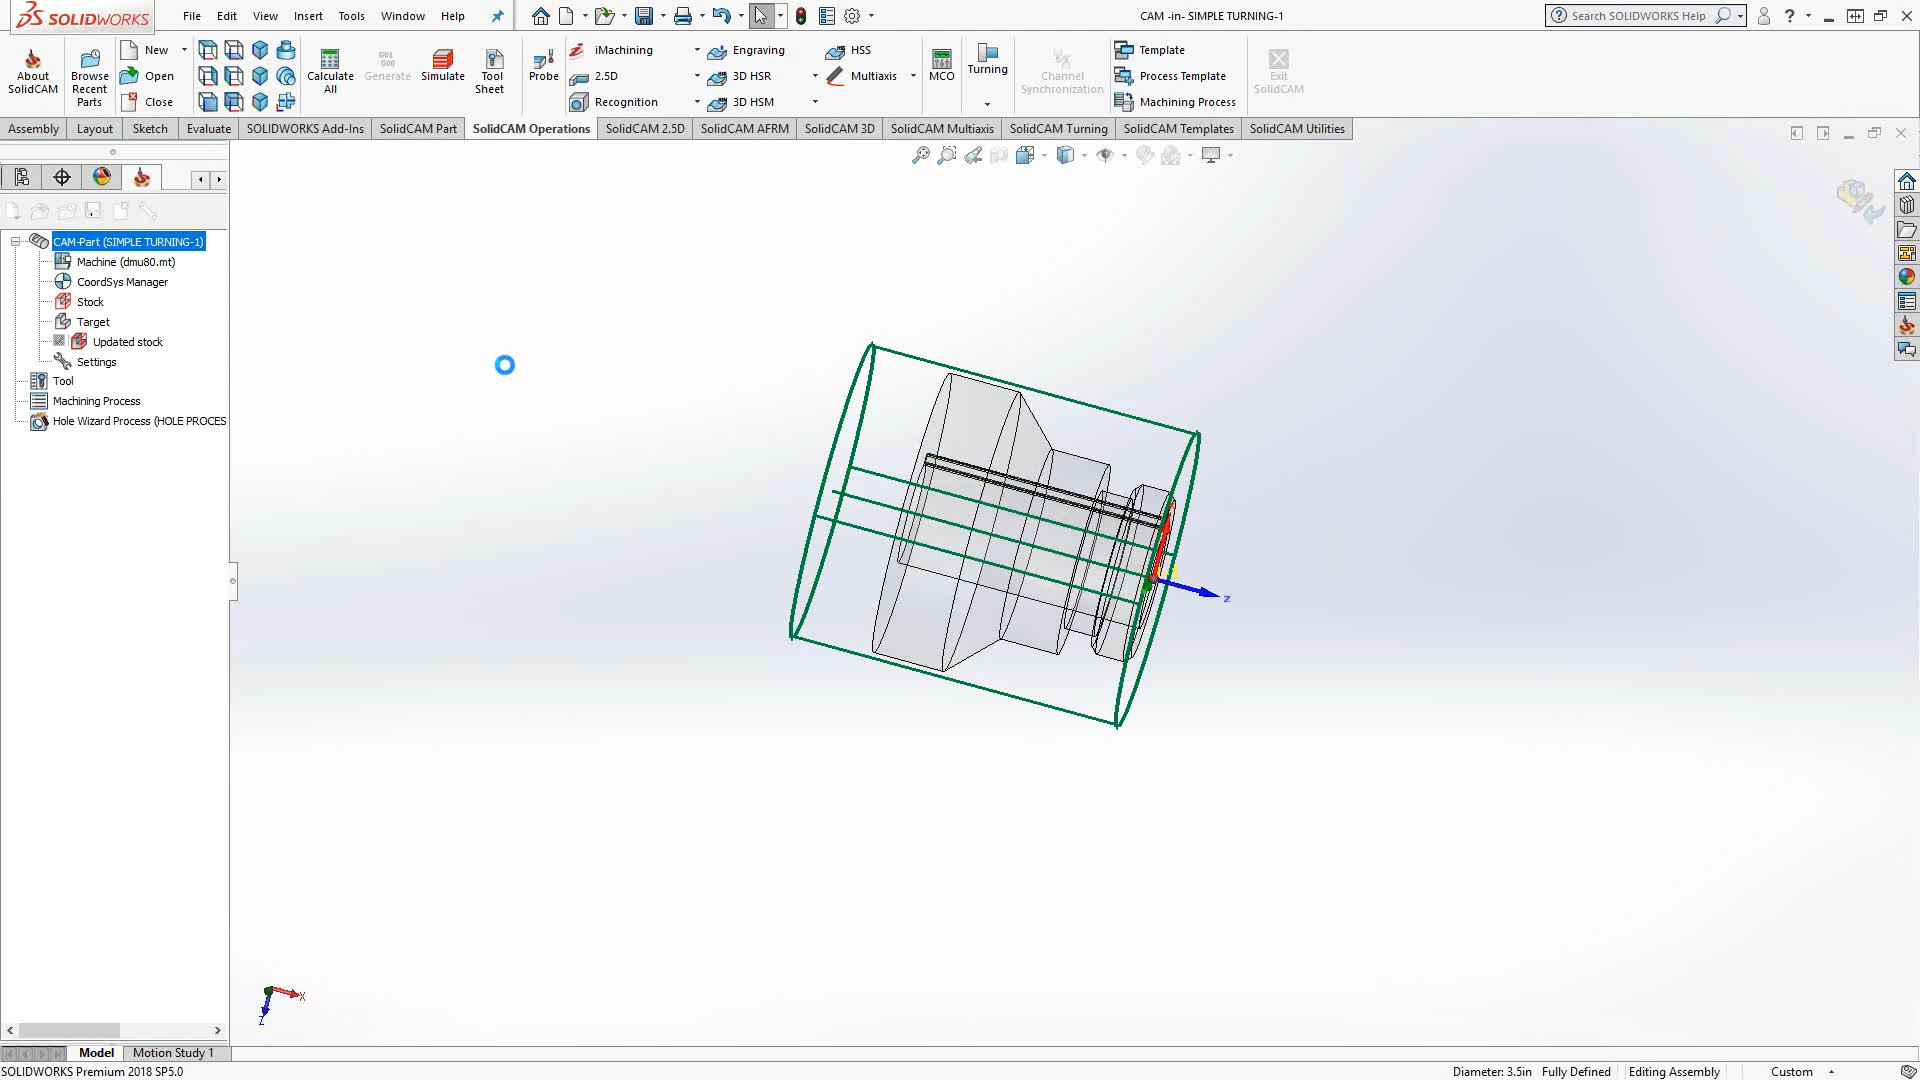 SOLIDWORKS
File Edit View Insert Tools Window Help
CAM -in- SIMPLE TURNING-1
Search SOLIDWORKS Help
About SolidCAM
Browse Recent Parts
New
Open
Close
Calculate All
G01 G00
Generate
Simulate
Tool Sheet
Probe
iMachining
2.5D
Recognition
Engraving
3D HSR
3D HSM
HSS
Multiaxis
MCO
Turning
Channel Synchronization
Template
Process Template
Machining Process
Exit SolidCAM
Assembly Layout Sketch Evaluate SOLIDWORKS Add-Ins SolidCAM Part SolidCAM Operations SolidCAM 2.5D SolidCAM AFRM SolidCAM 3D SolidCAM Multiaxis SolidCAM Turning SolidCAM Templates SolidCAM Utilities
CAM-Part (SIMPLE TURNING-1)
Machine (dmu80.mt)
CoordSys Manager
Stock
Target
Updated stock
Settings
Tool
Machining Process
Hole Wizard Process (HOLE PROCES
z
X
Z
Model Motion Study 1
SOLIDWORKS Premium 2018 SP5.0
Diameter: 3.5in Fully Defined Editing Assembly Custom